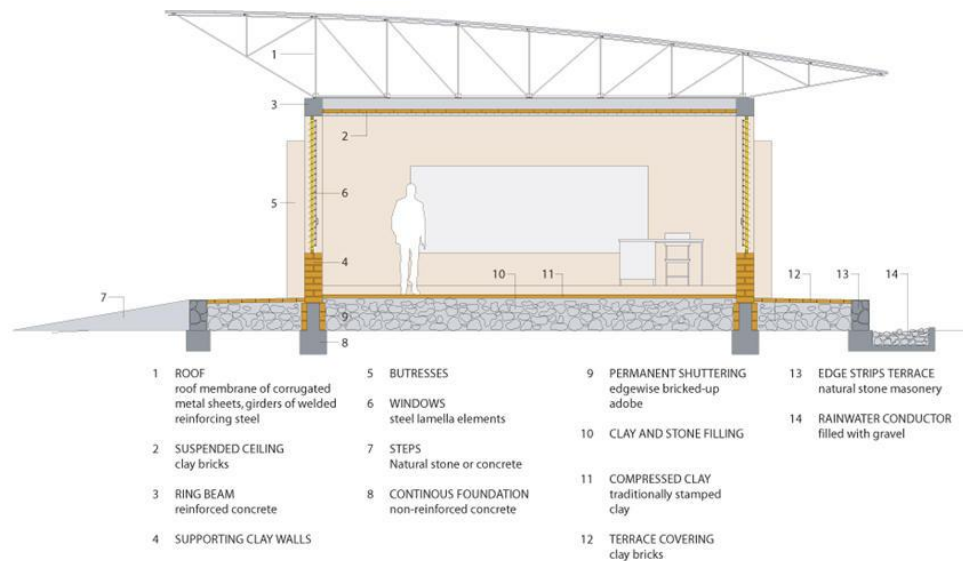 1
3
2
6
5
4
7
10
11
12
13
14
9
8
1 ROOF
roof membrane of corrugated
metal sheets, girders of welded
reinforcing steel
2 SUSPENDED CEILING
clay bricks
3 RING BEAM
reinforced concrete
4 SUPPORTING CLAY WALLS
5 BUTRESSES
6 WINDOWS
steel lamella elements
7 STEPS
Natural stone or concrete
8 CONTINOUS FOUNDATION
non-reinforced concrete
9 PERMANENT SHUTTERING
edgewise bricked-up
adobe
10 CLAY AND STONE FILLING
11 COMPRESSED CLAY
traditionally stamped
clay
12 TERRACE COVERING
clay bricks
13 EDGE STRIPS TERRACE
natural stone masonry
14 RAINWATER CONDUCTOR
filled with gravel